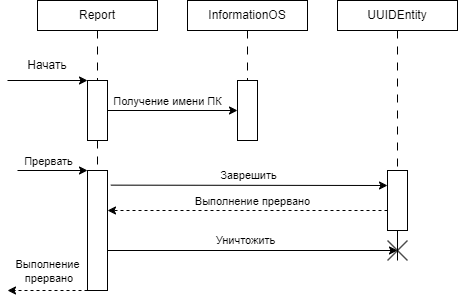 Report
InformationOS
UUIDEntity
Начать
Получение имени ПК
Прервать
Заврешить
Выполнение прервано
Уничтожить
Выполнение
прервано